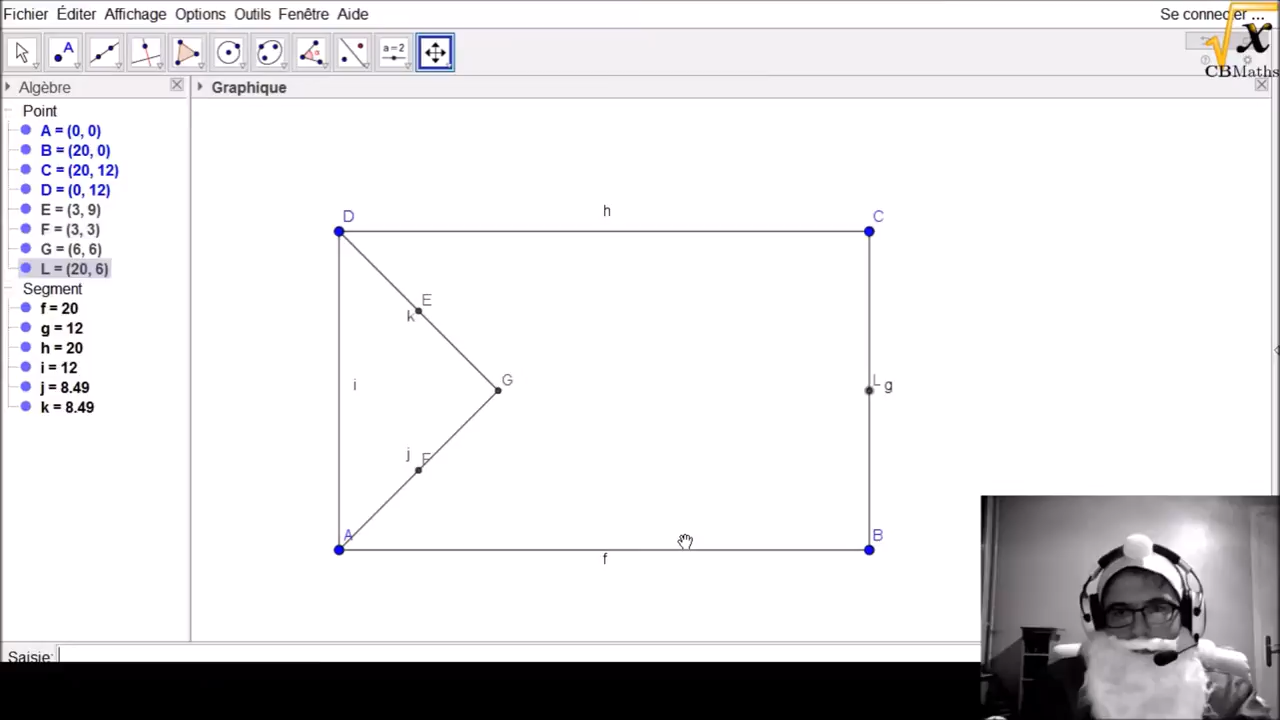 Fichier Éditer Affichage Options Outils Fenêtre Aide
Se connecter ...
a=2
x
CBMaths
Algèbre
Graphique
Point
A = (0, 0)
B = (20, 0)
C = (20, 12)
D = (0, 12)
E = (3, 9)
F = (3, 3)
G = (6, 6)
L = (20, 6)
Segment
f = 20
g = 12
h = 20
i = 12
j = 8.49
k = 8.49
D
h
C
E
k
i
G
L
g
j
F
A
B
f
Saisie: